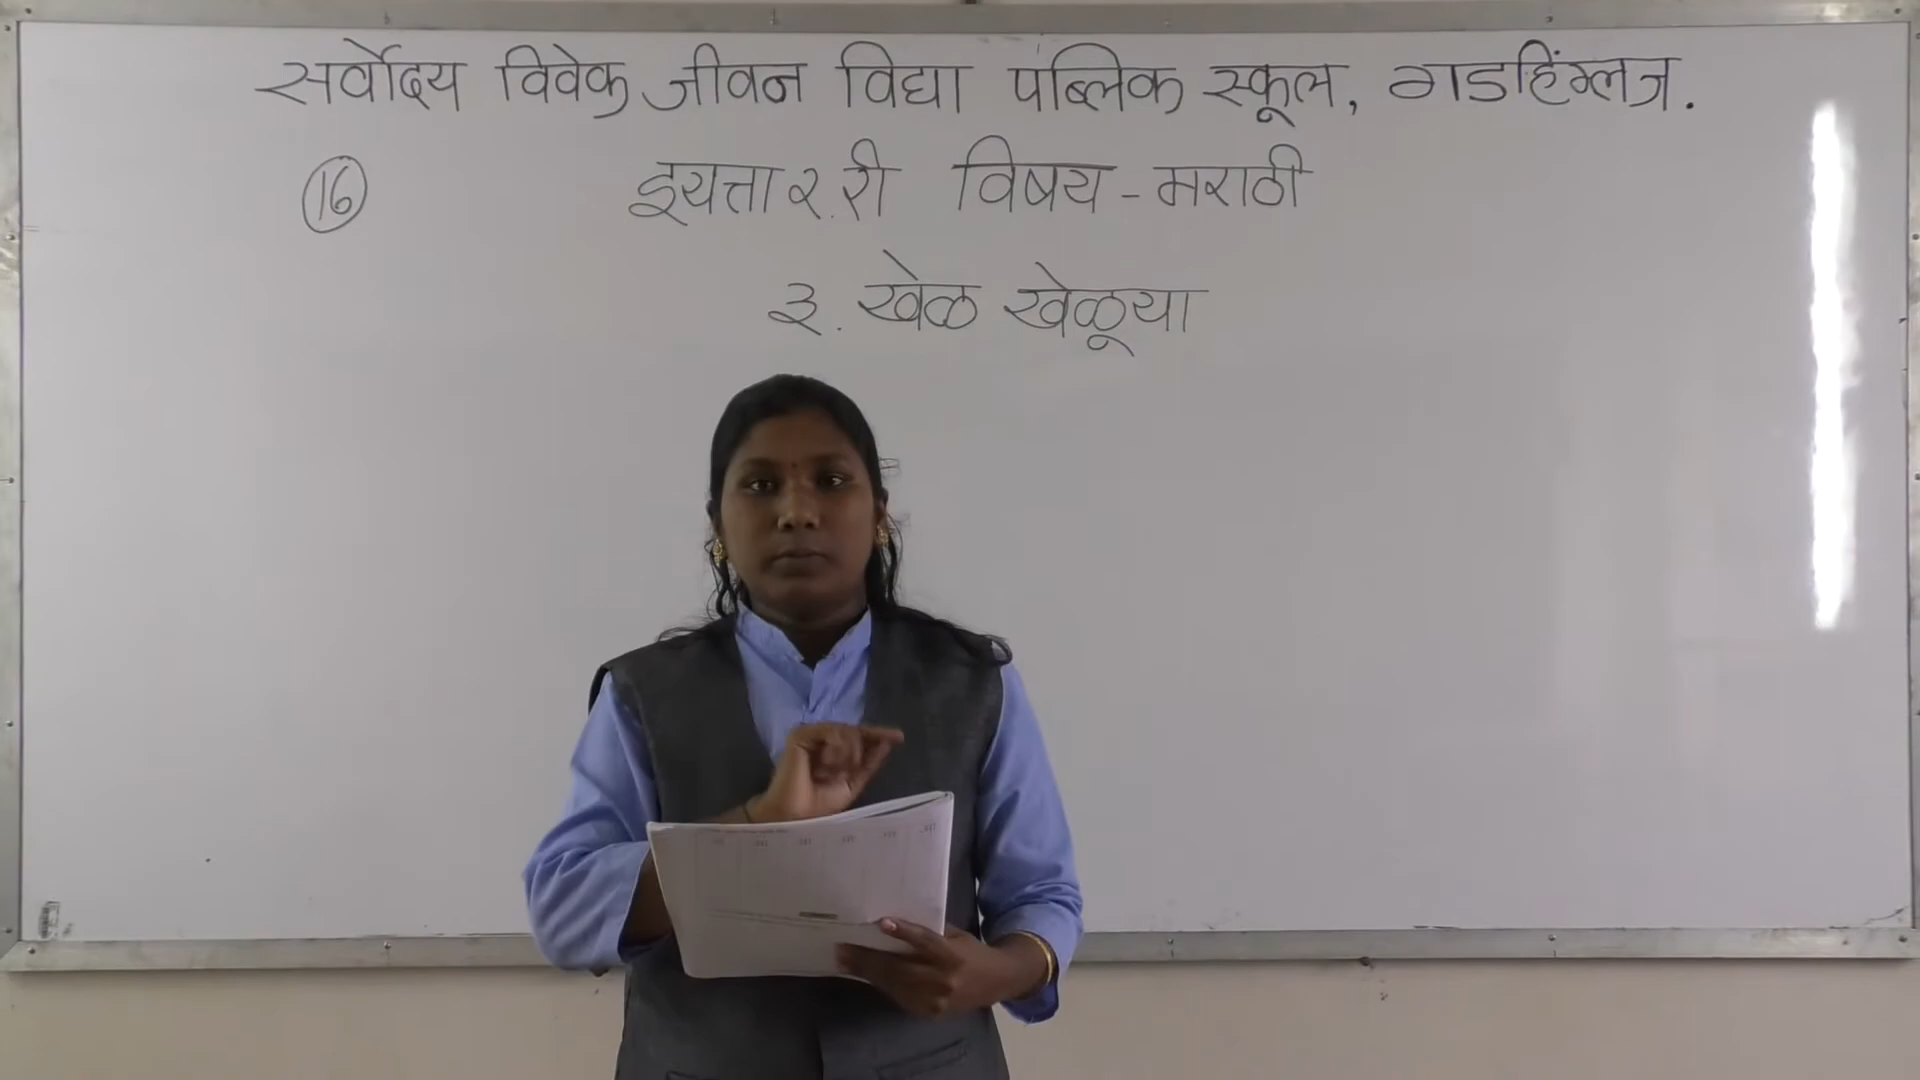 सर्वोदय विवेक जीवन विद्या पब्लिक स्कूल, गडहिंग्लज.
16 इयत्ता २.री विषय - मराठी
३. खेळ खेळूया